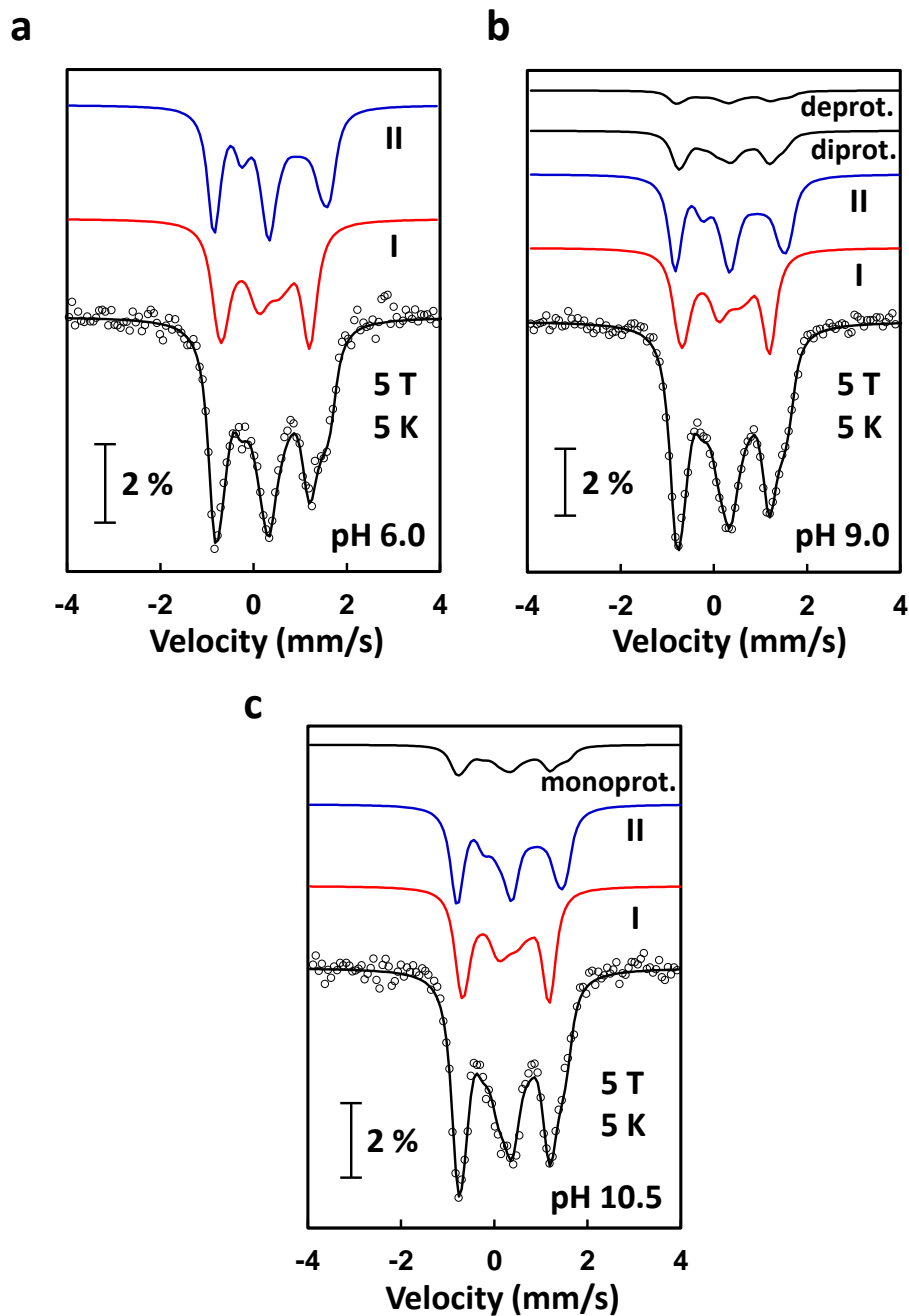 a
II
I
5 T
5 K
2 %
pH 6.0
-4 -2 0 2 4
Velocity (mm/s)
b
deprot.
diprot.
II
I
5 T
5 K
2 %
pH 9.0
-4 -2 0 2 4
Velocity (mm/s)
c
monoprot.
II
I
5 T
5 K
2 %
pH 10.5
-4 -2 0 2 4
Velocity (mm/s)